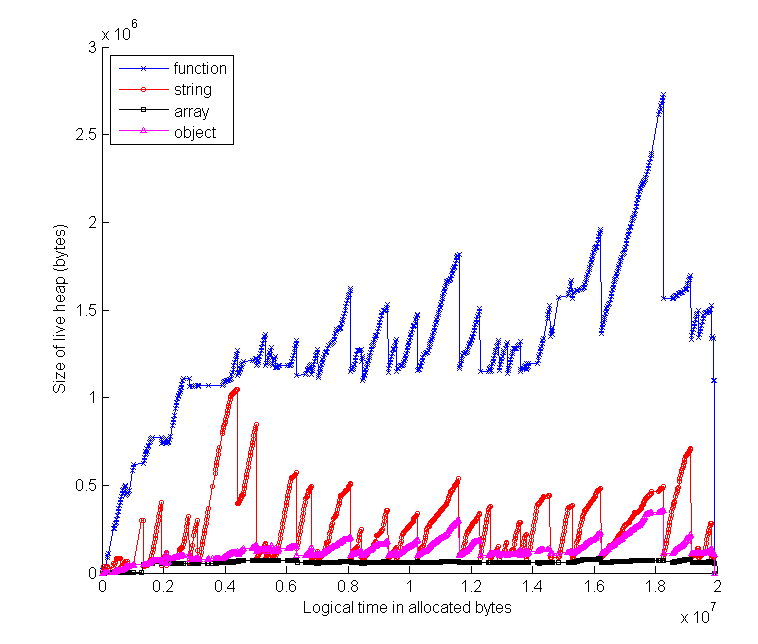 x 10^6
3
2.5
2
1.5
1
0.5
0
function
string
array
object
Size of live heap (bytes)
0 0.2 0.4 0.6 0.8 1 1.2 1.4 1.6 1.8 2
Logical time in allocated bytes
x 10^7